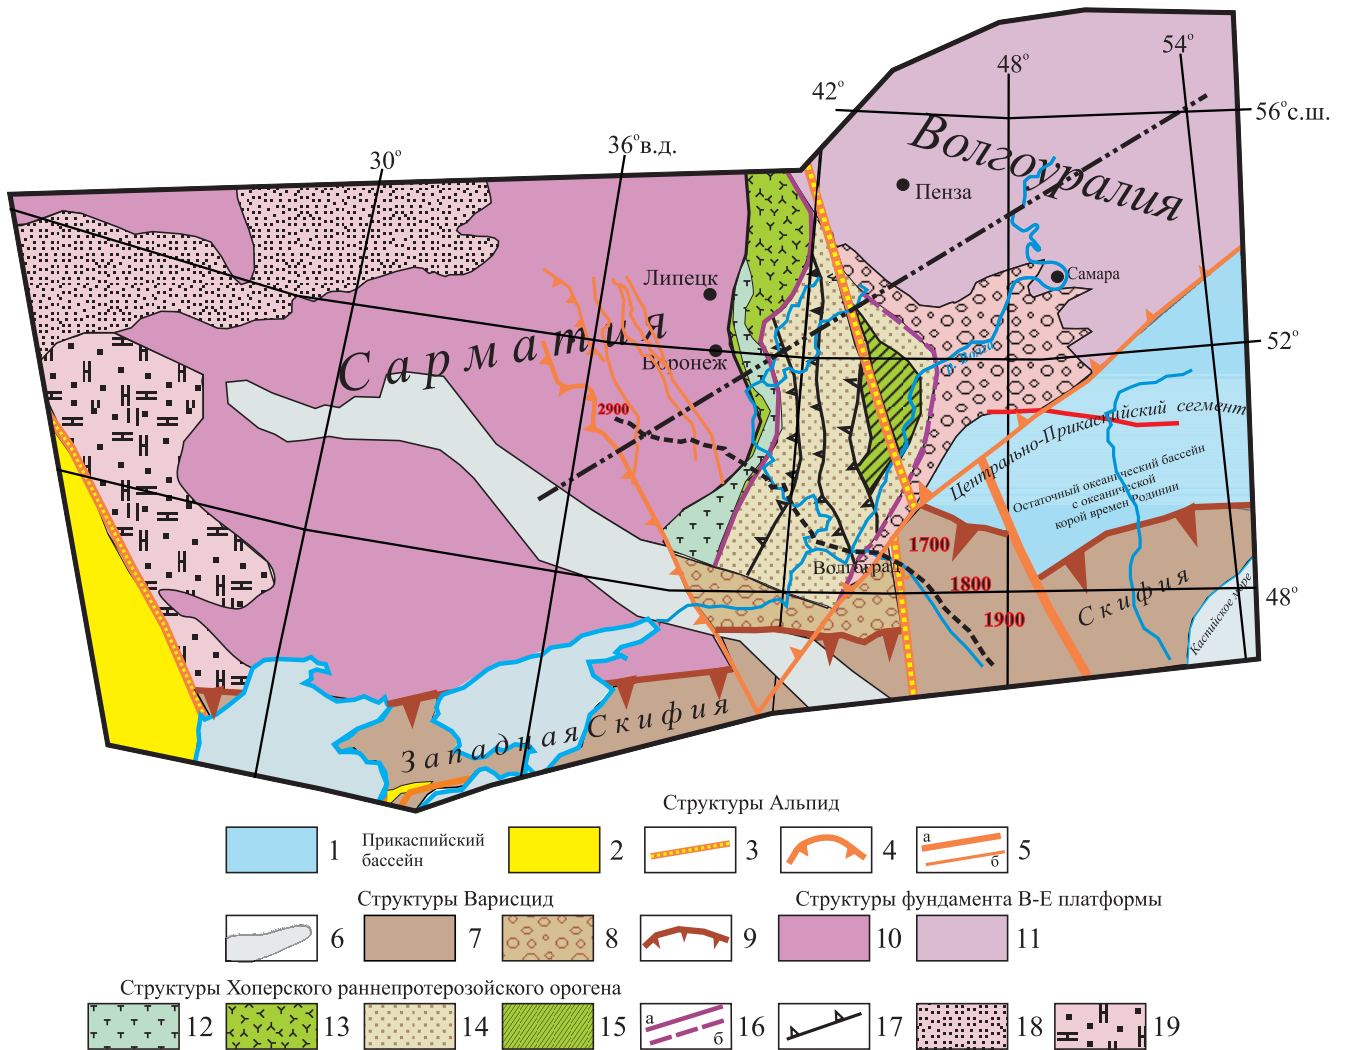 54°
48°
42°
56°с.ш.
36°в.д.
30°
Волгоуралия
Пенза
Самара
Липецк
Сарматия
52°
Воронеж
р. Волга
2900
Центрально-Прикаспийский сегмент
Остаточный океанический бассейн
с океанической
корой времен Родинии
1700
Волгоград
1800
1900
48°
Скифия
Каспийское море
Западная Скифия
Структуры Альпид
1 Прикаспийский
бассейн
2 3 4 а б 5
Структуры Варисцид Структуры фундамента В-Е платформы
6 7 8 9 10 11
Структуры Хоперского раннепротерозойского орогена
12 13 14 15 а б 16 17 18 19